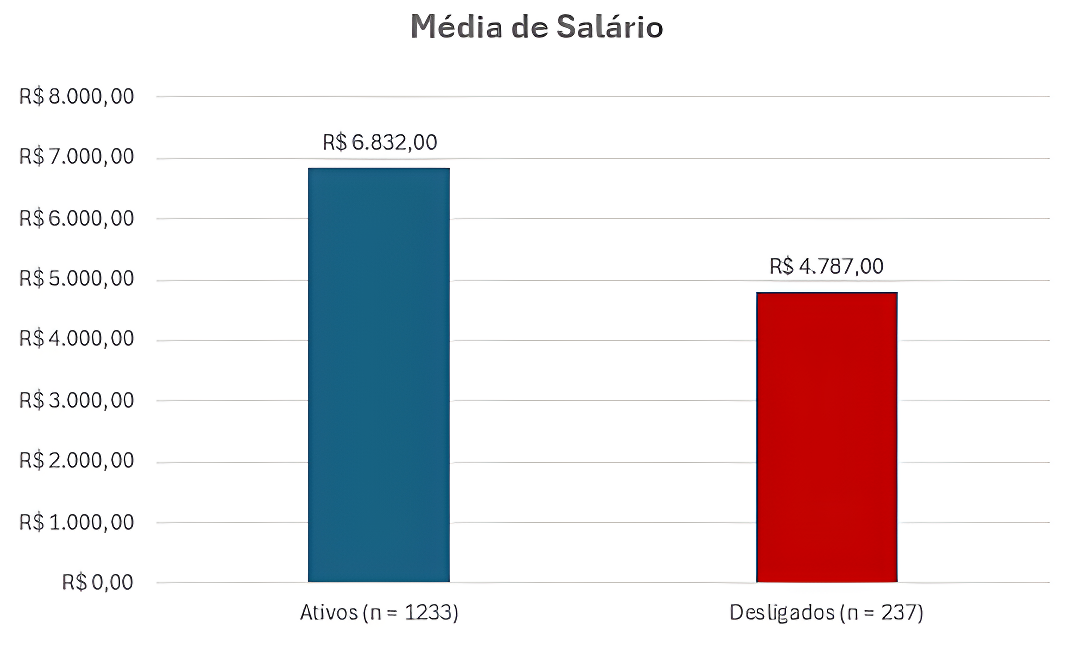 Média de Salário
R$ 8.000,00
R$ 7.000,00
R$ 6.000,00
R$ 5.000,00
R$ 4.000,00
R$ 3.000,00
R$ 2.000,00
R$ 1.000,00
R$ 0,00
R$ 6.832,00
R$ 4.787,00
Ativos (n = 1233)
Desligados (n = 237)